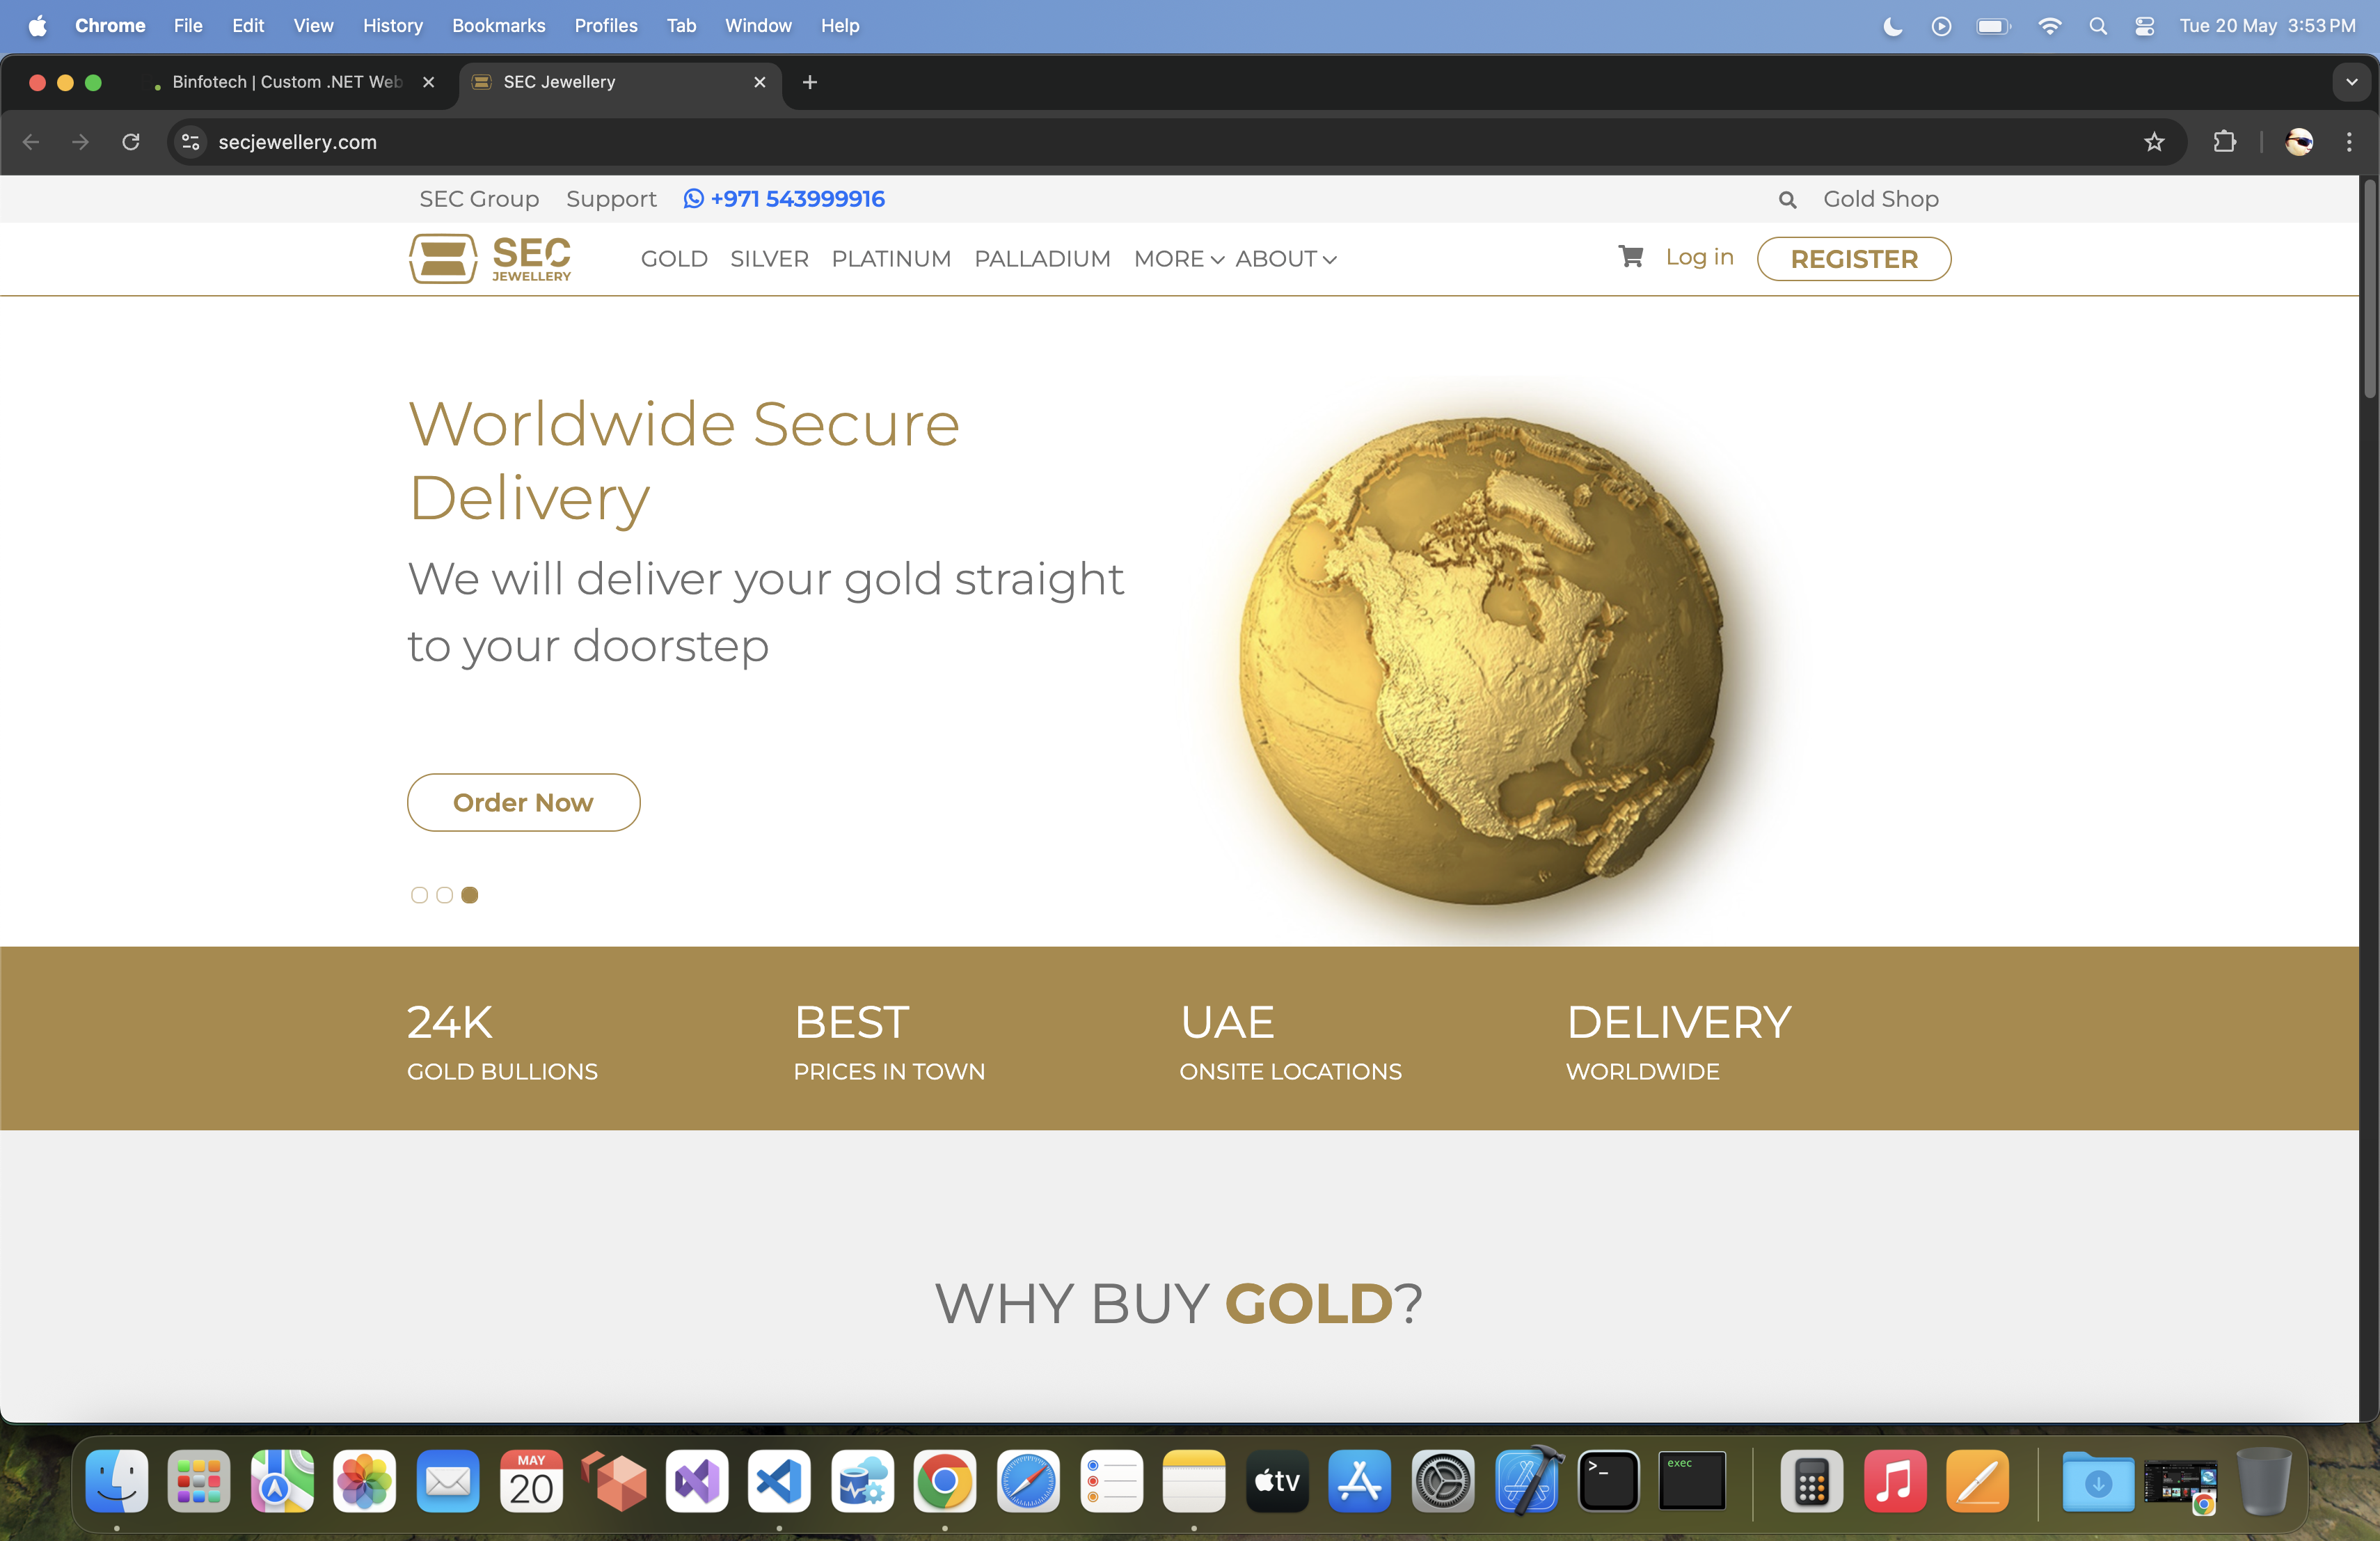 Chrome File Edit View History Bookmarks Profiles Tab Window Help
Tue 20 May 3:53 PM
Binfotech | Custom .NET Web
SEC Jewellery
secjewellery.com
SEC Group Support +971 543999916
Gold Shop
SEC
JEWELLERY
GOLD SILVER PLATINUM PALLADIUM MORE ABOUT
Log in REGISTER
Worldwide Secure
Delivery
We will deliver your gold straight
to your doorstep
Order Now
24K
GOLD BULLIONS
BEST
PRICES IN TOWN
UAE
ONSITE LOCATIONS
DELIVERY
WORLDWIDE
WHY BUY GOLD?
MAY
20
tv
>_
exec